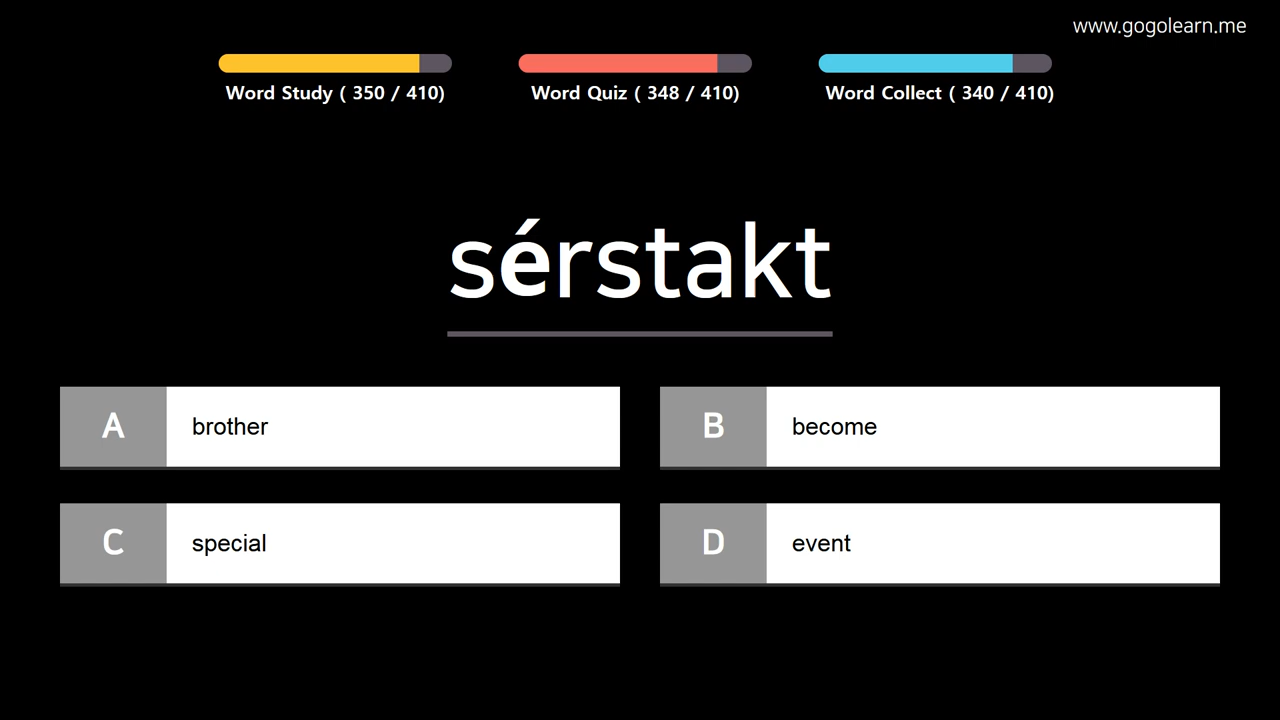 www.gogolearn.me
Word Study ( 350 / 410)
Word Quiz ( 348 / 410)
Word Collect ( 340 / 410)
sérstakt
A brother
B become
C special
D event